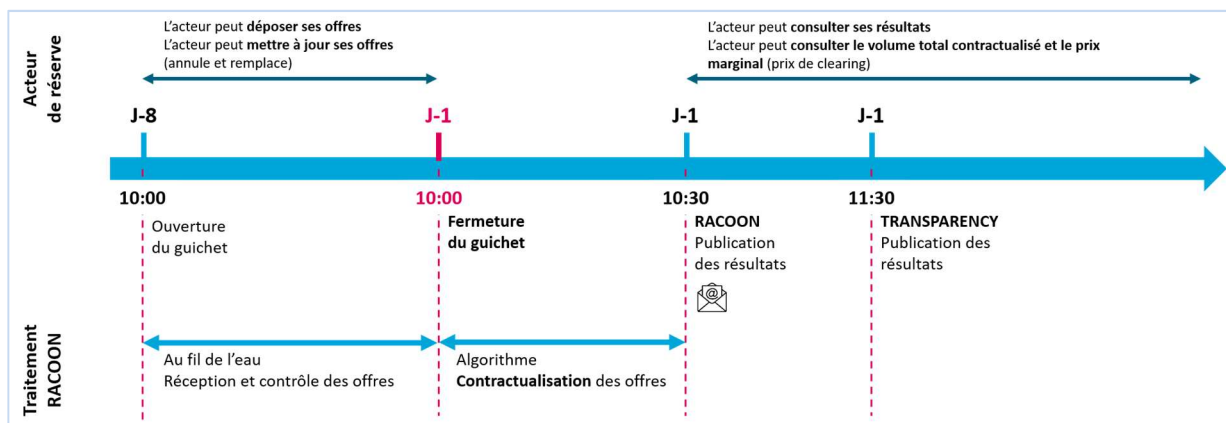 Acteur
de réserve
L'acteur peut déposer ses offres
L'acteur peut mettre à jour ses offres
(annule et remplace)
L'acteur peut consulter ses résultats
L'acteur peut consulter le volume total contractualisé et le prix
marginal (prix de clearing)
J-8
J-1
J-1
J-1
10:00
10:00
10:30
11:30
Ouverture
du guichet
Fermeture
du guichet
RACOON
Publication
des résultats
@
TRANSPARENCY
Publication des
résultats
Traitement
RACOON
Au fil de l'eau
Réception et contrôle des offres
Algorithme
Contractualisation des offres